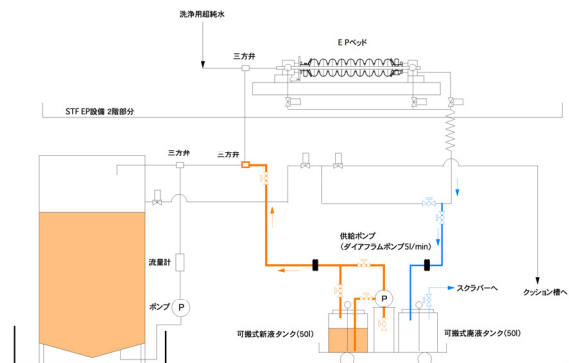 洗浄用超純水
三方弁
E Pベッド
STF EP設備 2階部分
三方弁
三方弁
供給ポンプ
(ダイアフラムポンプ5l/min)
流量計
ポンプ
P
P
スクラバーへ
クッション槽へ
可搬式新液タンク(50l)
可搬式廃液タンク(50l)